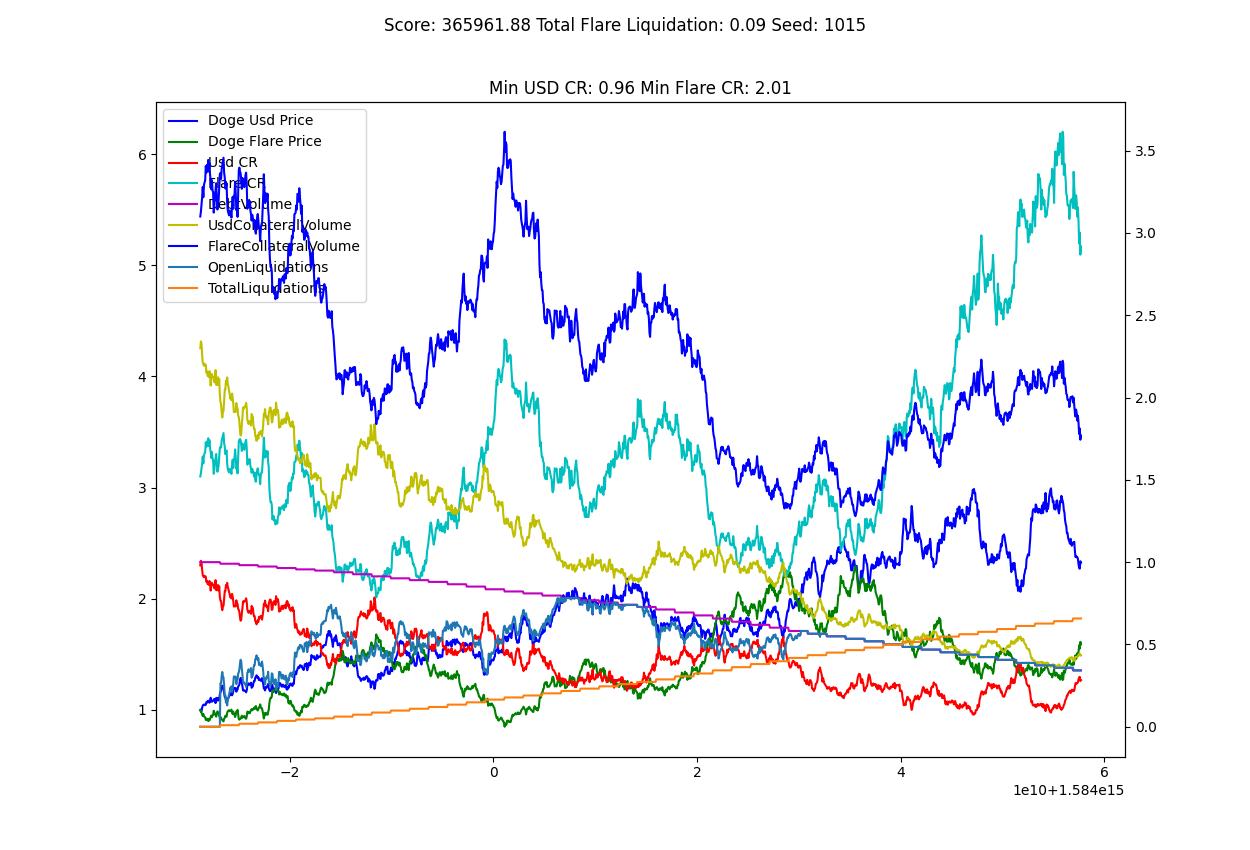 Score: 365961.88 Total Flare Liquidation: 0.09 Seed: 1015
Min USD CR: 0.96 Min Flare CR: 2.01
Doge Usd Price
Doge Flare Price
Usd CR
Flare CR
DebtVolume
UsdCollateralVolume
FlareCollateralVolume
OpenLiquidations
TotalLiquidations
6
5
4
3
2
1
3.5
3.0
2.5
2.0
1.5
1.0
0.5
0.0
−2
0
2
4
6
1e10+1.584e15